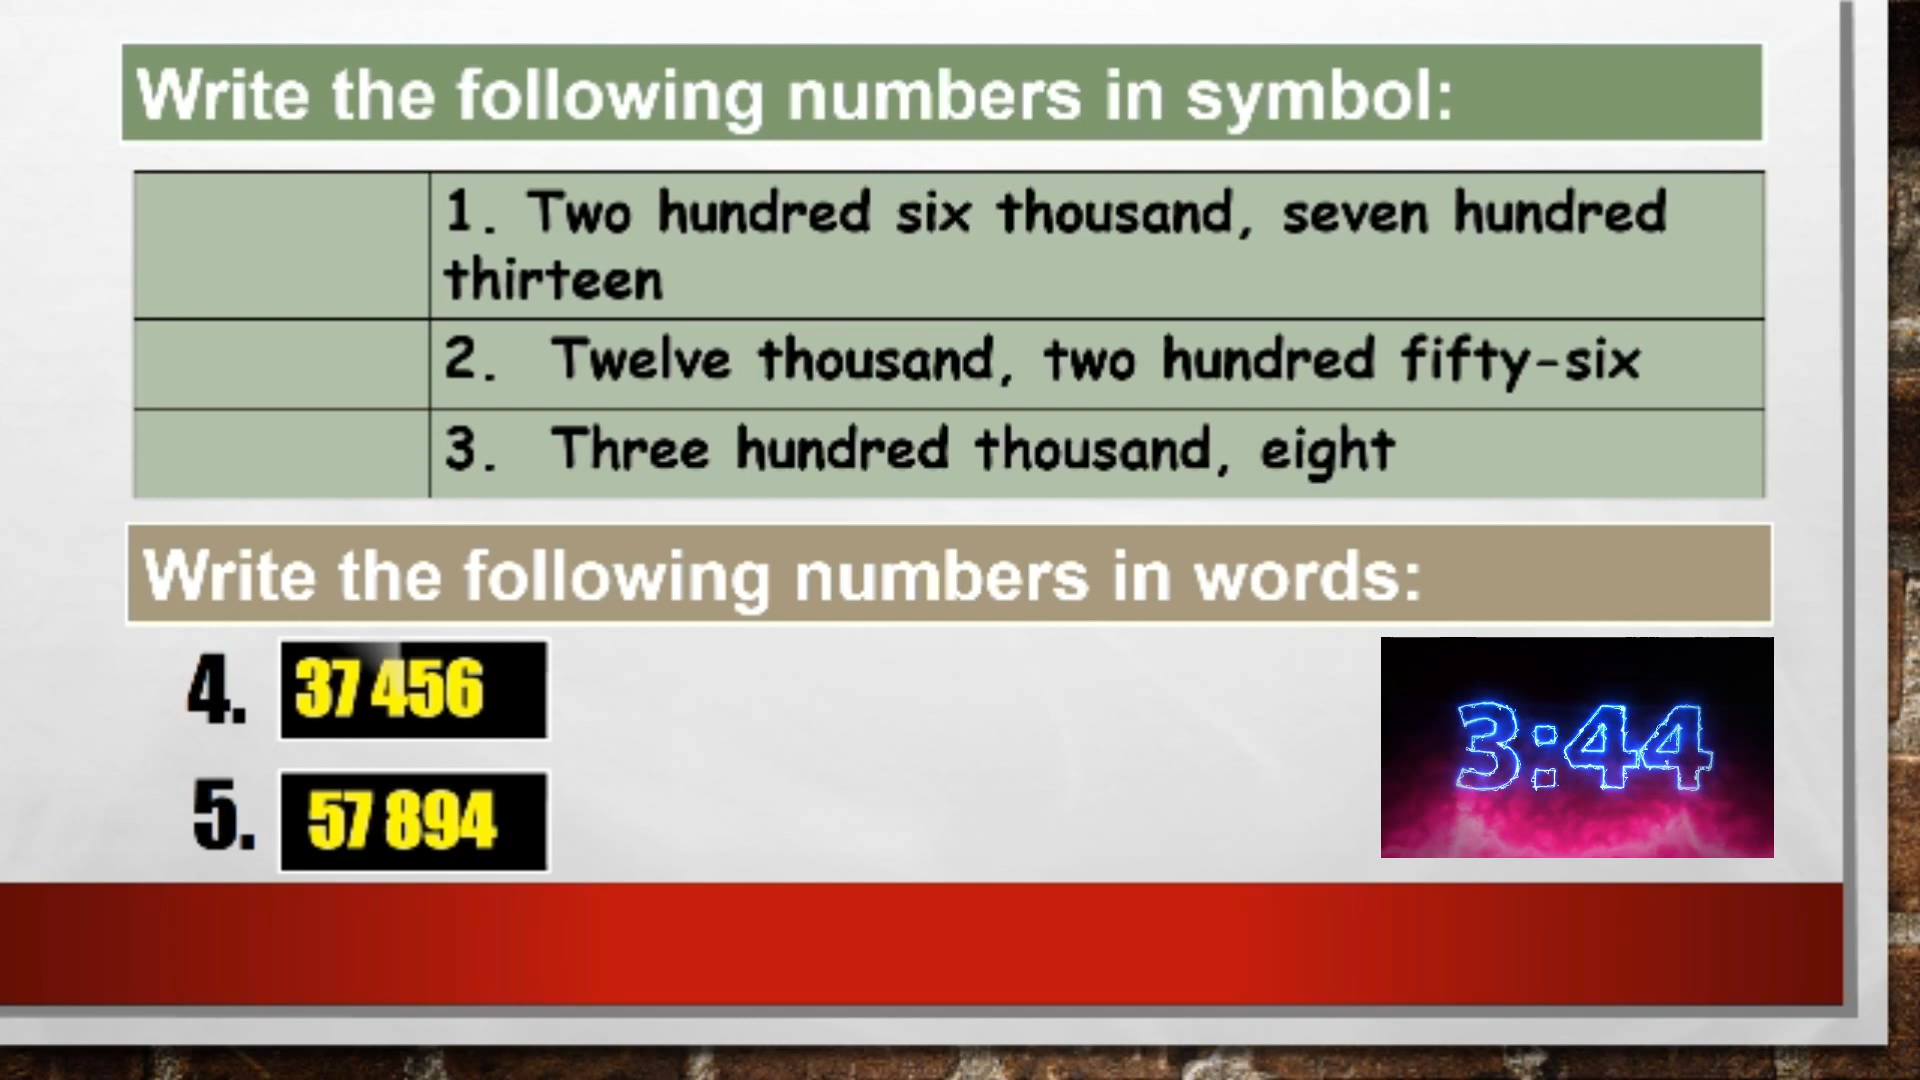 Write the following numbers in symbol:
1. Two hundred six thousand, seven hundred
thirteen
2. Twelve thousand, two hundred fifty-six
3. Three hundred thousand, eight
Write the following numbers in words:
4. 37 456
5. 57 894
3:44